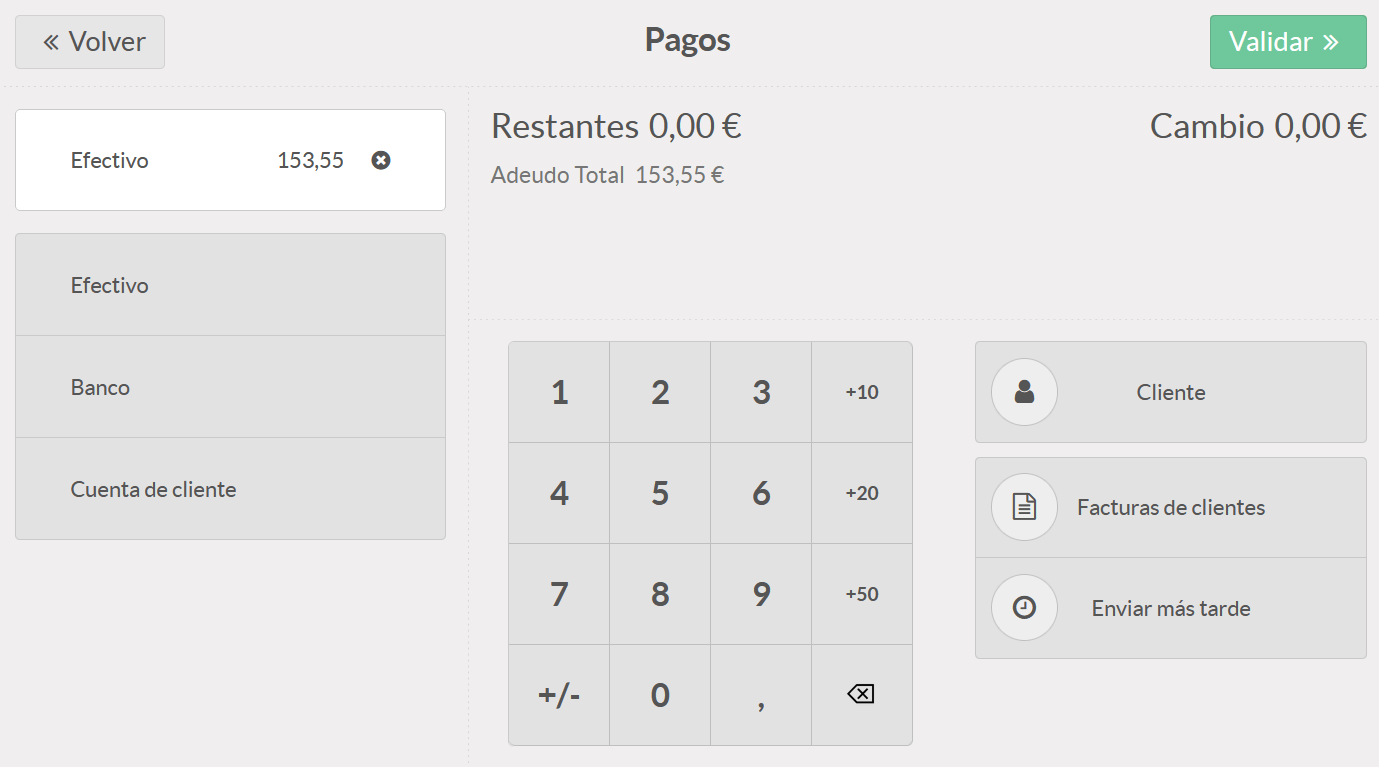 Volver
Pagos
Validar
Efectivo 153,55
Efectivo
Banco
Cuenta de cliente
Restantes 0,00 €
Cambio 0,00 €
Adeudo Total 153,55 €
1 2 3 +10
4 5 6 +20
7 8 9 +50
+/- 0 ,
Cliente
Facturas de clientes
Enviar más tarde